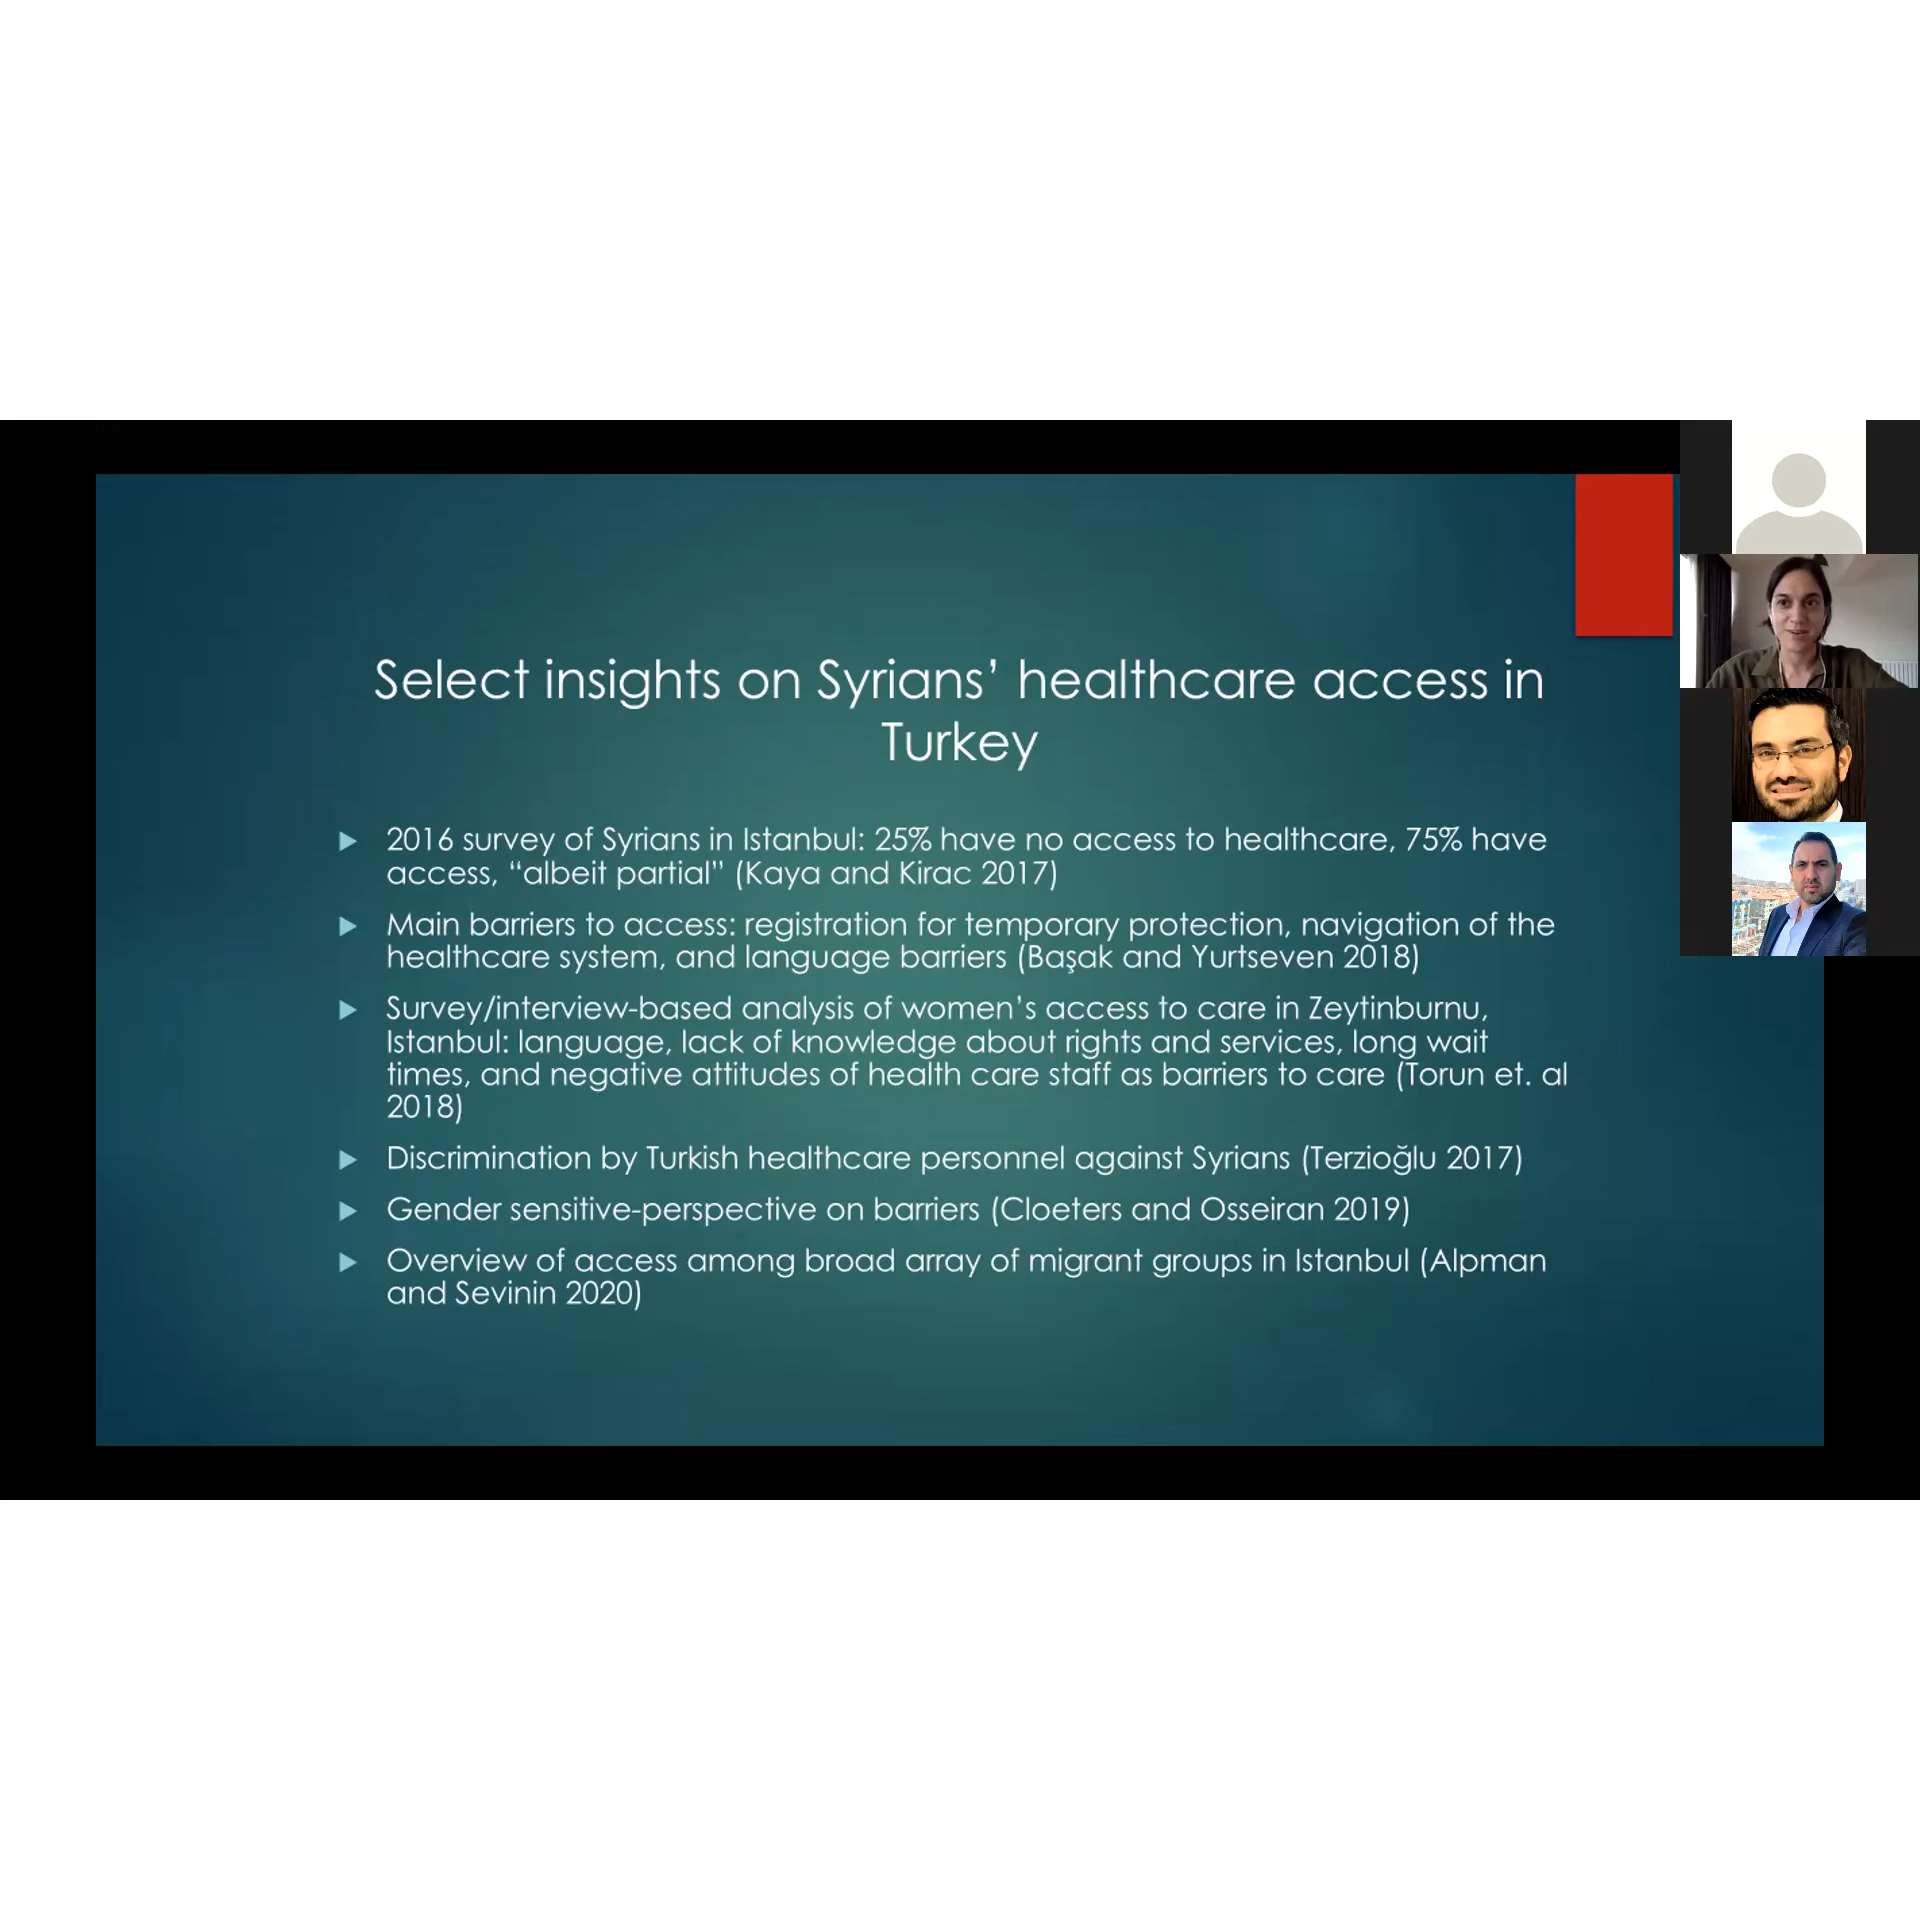 Select insights on Syrians’ healthcare access in
Turkey
2016 survey of Syrians in Istanbul: 25% have no access to healthcare, 75% have
access, “albeit partial” (Kaya and Kirac 2017)
Main barriers to access: registration for temporary protection, navigation of the
healthcare system, and language barriers (Başak and Yurtseven 2018)
Survey/interview-based analysis of women’s access to care in Zeytinburnu,
Istanbul: language, lack of knowledge about rights and services, long wait
times, and negative attitudes of health care staff as barriers to care (Torun et. al
2018)
Discrimination by Turkish healthcare personnel against Syrians (Terzioğlu 2017)
Gender sensitive-perspective on barriers (Cloeters and Osseiran 2019)
Overview of access among broad array of migrant groups in Istanbul (Alpman
and Sevinin 2020)